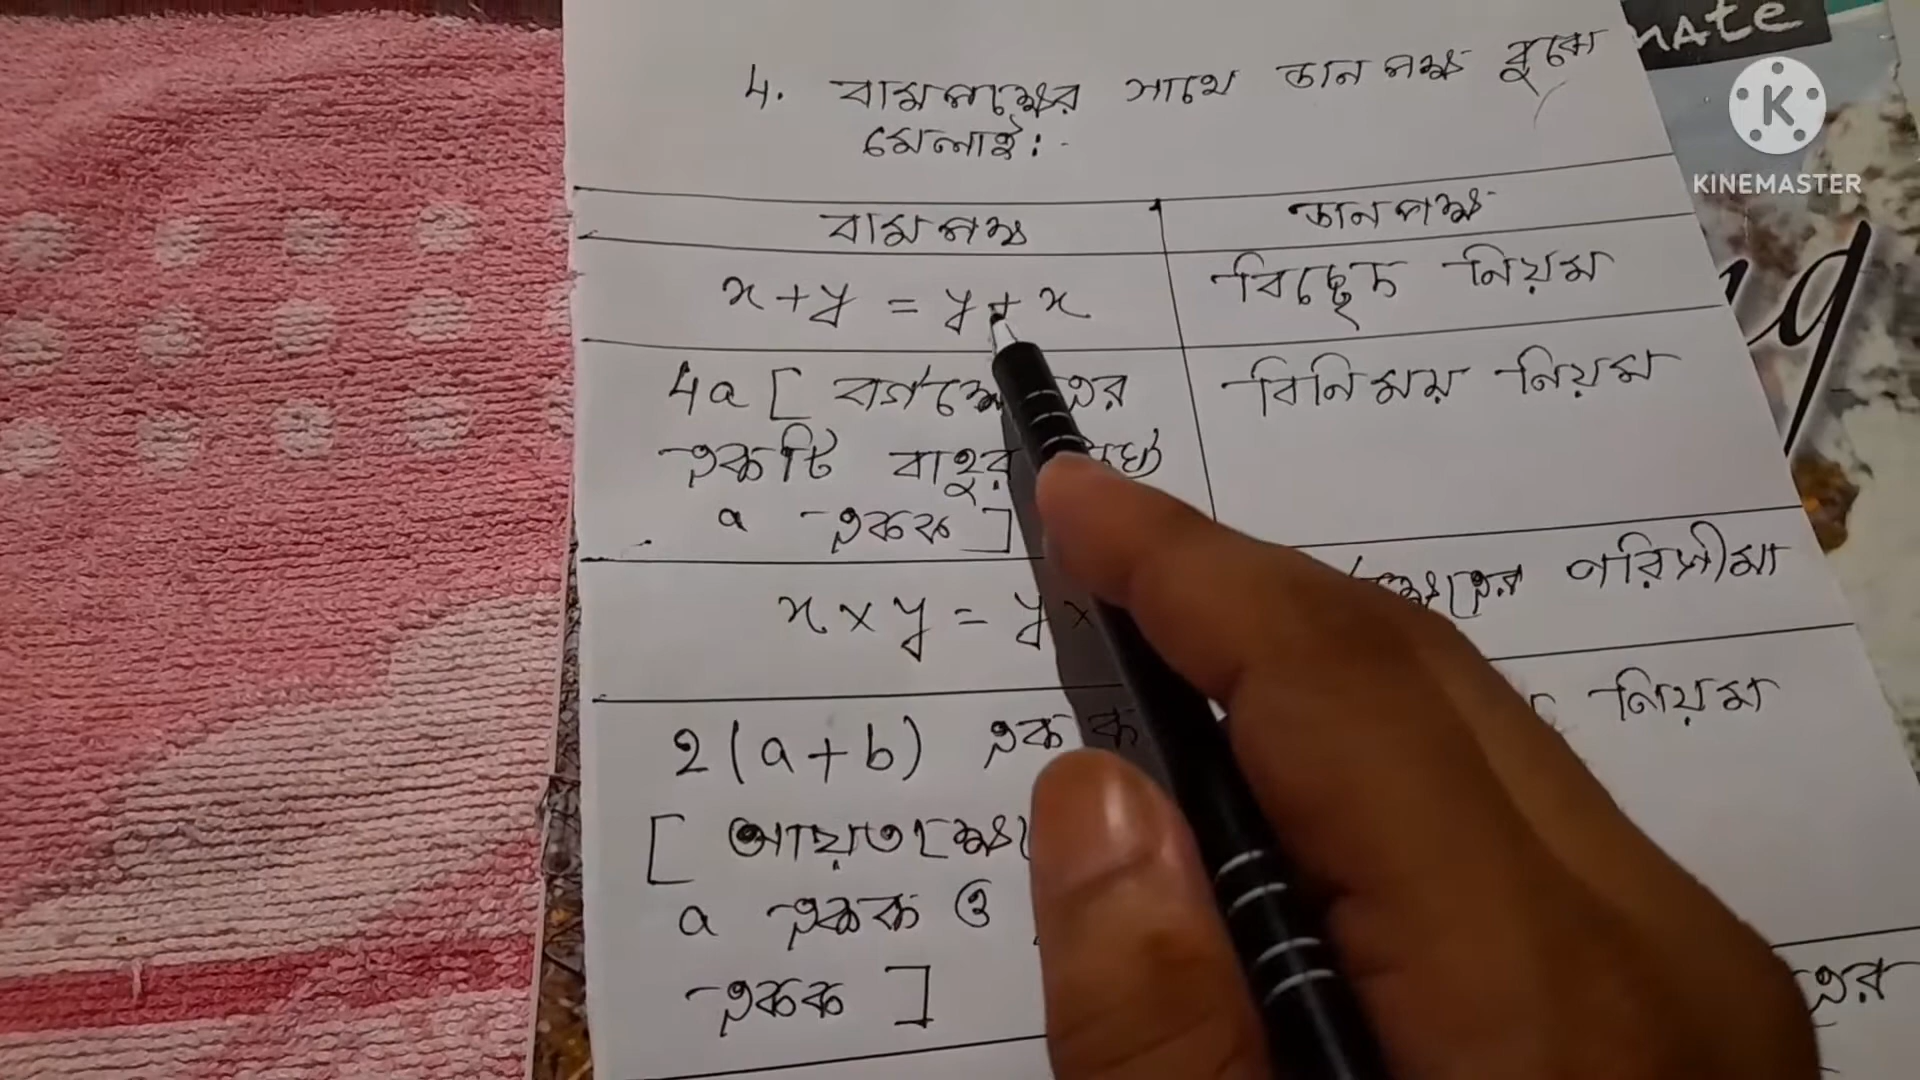 4. বামপক্ষের সাথে ডানপক্ষ বুঝে
মেলাই:-
বামপক্ষ ডানপক্ষ
x+y = y+x বিচ্ছেদ নিয়ম
4a [ বর্গক্ষেত্রের বিনিময় নিয়ম
একটি বাহুর
a একক ]
x × y = y × পরিসীমা
2(a+b) একক নিয়ম
[ আয়তক্ষে
a একক ও
একক ]
MATE
KINEMASTER